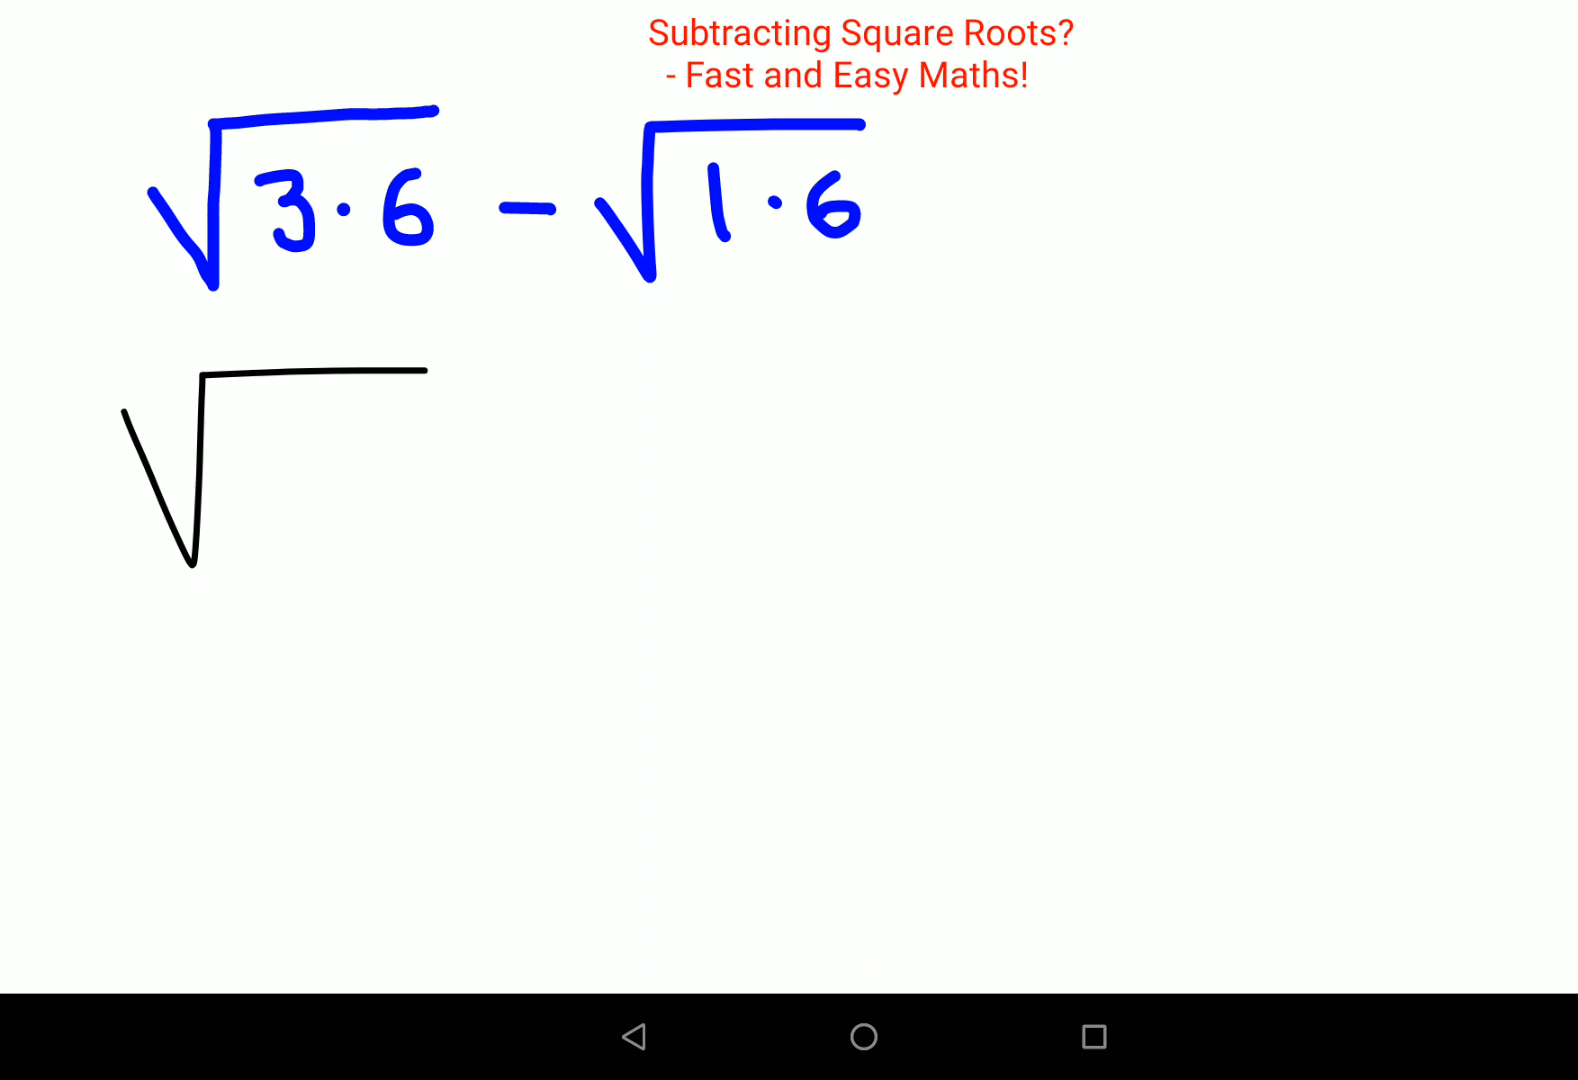 Subtracting Square Roots?
- Fast and Easy Maths!
√3·6 - √1·6
√